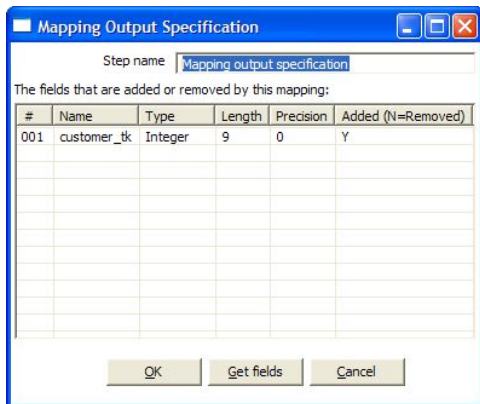 Mapping Output Specification
Step name Mapping output specification
The fields that are added or removed by this mapping:
# Name Type Length Precision Added (N=Removed)
001 customer_tk Integer 9 0 Y
OK Get fields Cancel